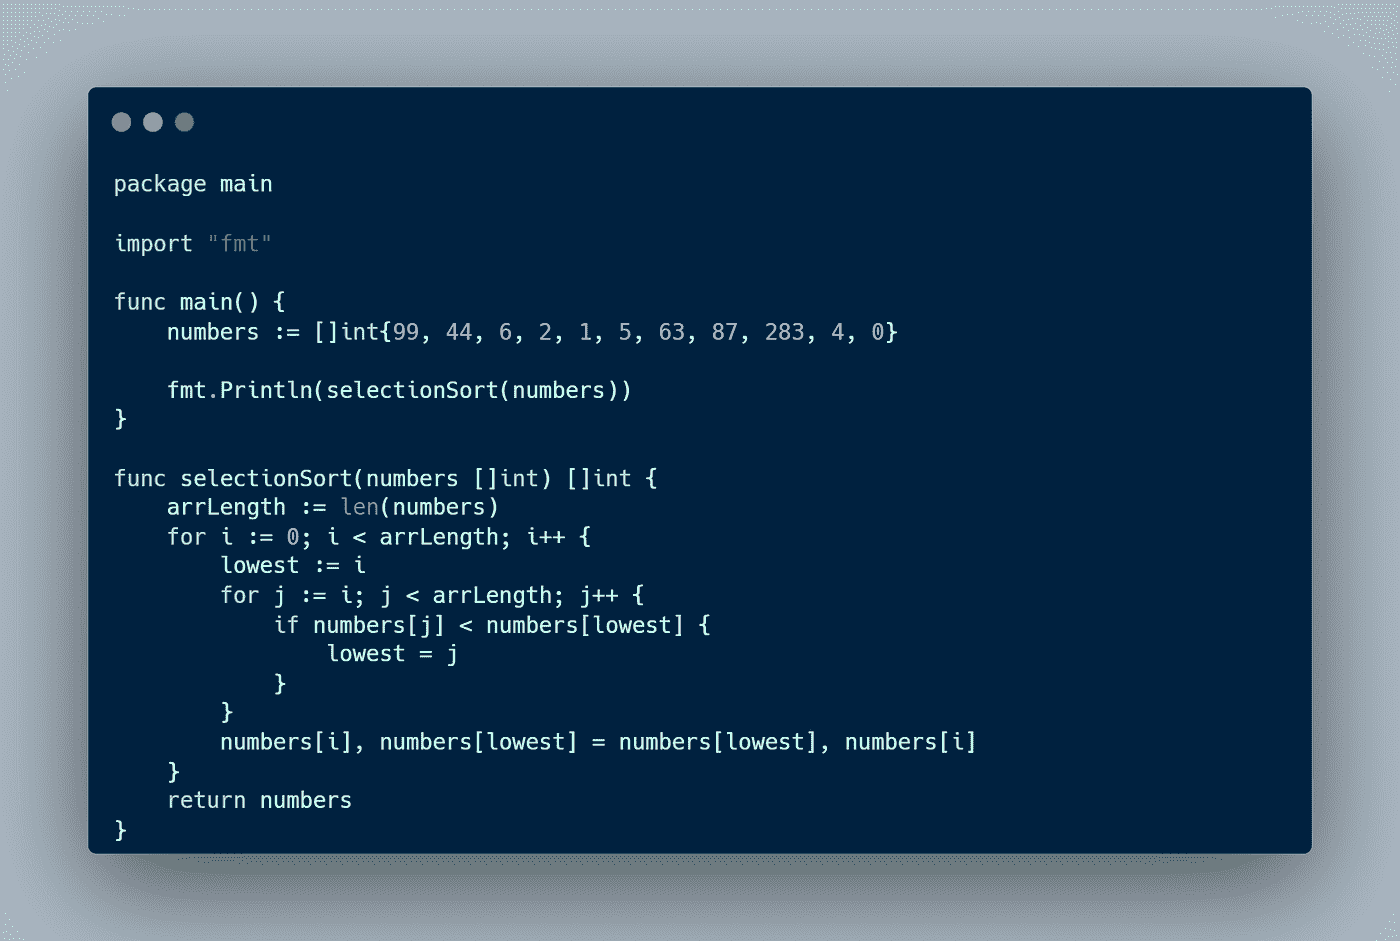 package main
import "fmt"
func main() {
    numbers := []int{99, 44, 6, 2, 1, 5, 63, 87, 283, 4, 0}
    fmt.Println(selectionSort(numbers))
}
func selectionSort(numbers []int) []int {
    arrLength := len(numbers)
    for i := 0; i < arrLength; i++ {
        lowest := i
        for j := i; j < arrLength; j++ {
            if numbers[j] < numbers[lowest] {
                lowest = j
            }
        }
        numbers[i], numbers[lowest] = numbers[lowest], numbers[i]
    }
    return numbers
}